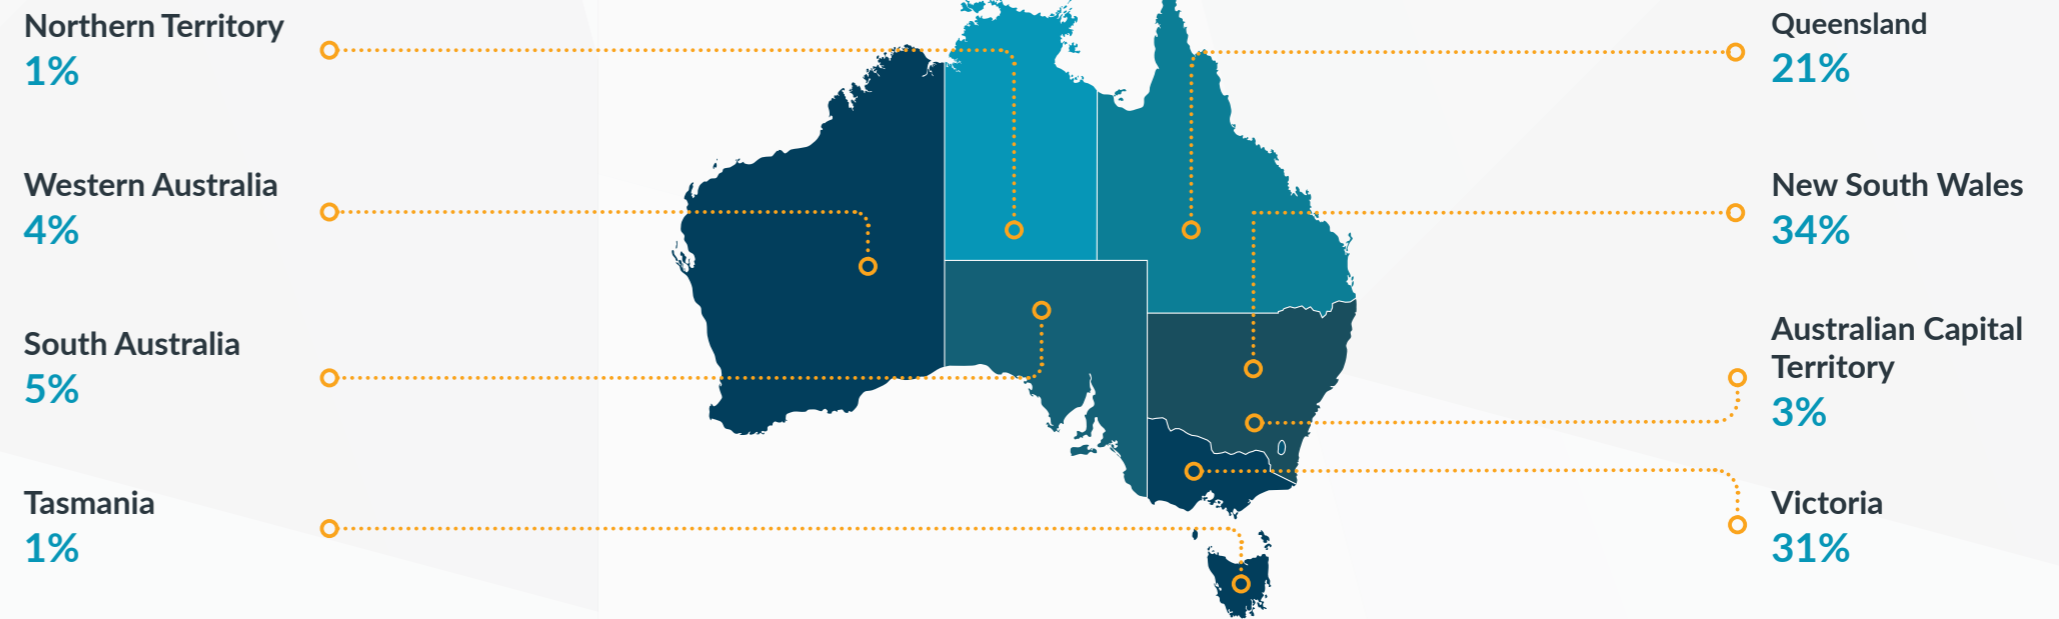 Northern Territory
1%
Western Australia
4%
South Australia
5%
Tasmania
1%
Queensland
21%
New South Wales
34%
Australian Capital
Territory
3%
Victoria
31%